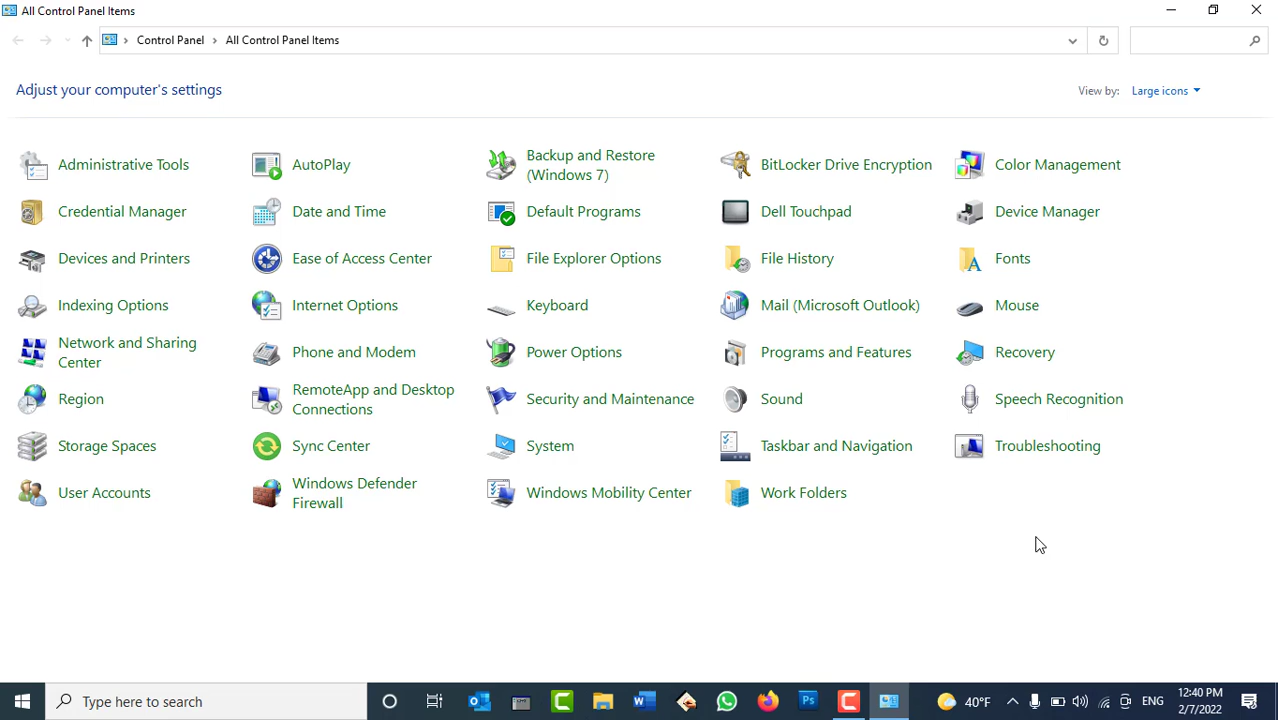 All Control Panel Items
Control Panel > All Control Panel Items
Adjust your computer's settings
View by: Large icons
Administrative Tools
AutoPlay
Backup and Restore
(Windows 7)
BitLocker Drive Encryption
Color Management
Credential Manager
Date and Time
Default Programs
Dell Touchpad
Device Manager
Devices and Printers
Ease of Access Center
File Explorer Options
File History
Fonts
Indexing Options
Internet Options
Keyboard
Mail (Microsoft Outlook)
Mouse
Network and Sharing
Center
Phone and Modem
Power Options
Programs and Features
Recovery
Region
RemoteApp and Desktop
Connections
Security and Maintenance
Sound
Speech Recognition
Storage Spaces
Sync Center
System
Taskbar and Navigation
Troubleshooting
User Accounts
Windows Defender
Firewall
Windows Mobility Center
Work Folders
Type here to search
Ps
40°F
ENG
12:40 PM
2/7/2022